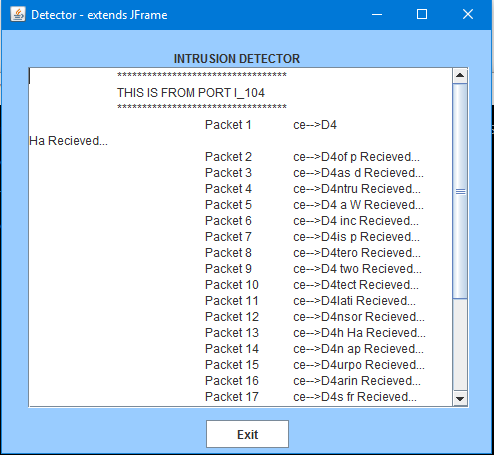 Detector - extends JFrame
INTRUSION DETECTOR
**********************************
THIS IS FROM PORT I_104
**********************************
Packet 1 ce-->D4
Ha Recieved...
Packet 2 ce-->D4of p Recieved...
Packet 3 ce-->D4as d Recieved...
Packet 4 ce-->D4ntru Recieved...
Packet 5 ce-->D4 a W Recieved...
Packet 6 ce-->D4 inc Recieved...
Packet 7 ce-->D4is p Recieved...
Packet 8 ce-->D4tero Recieved...
Packet 9 ce-->D4 two Recieved...
Packet 10 ce-->D4tect Recieved...
Packet 11 ce-->D4lati Recieved...
Packet 12 ce-->D4nsor Recieved...
Packet 13 ce-->D4h Ha Recieved...
Packet 14 ce-->D4n ap Recieved...
Packet 15 ce-->D4urpo Recieved...
Packet 16 ce-->D4arin Recieved...
Packet 17 ce-->D4s fr Recieved...
Exit